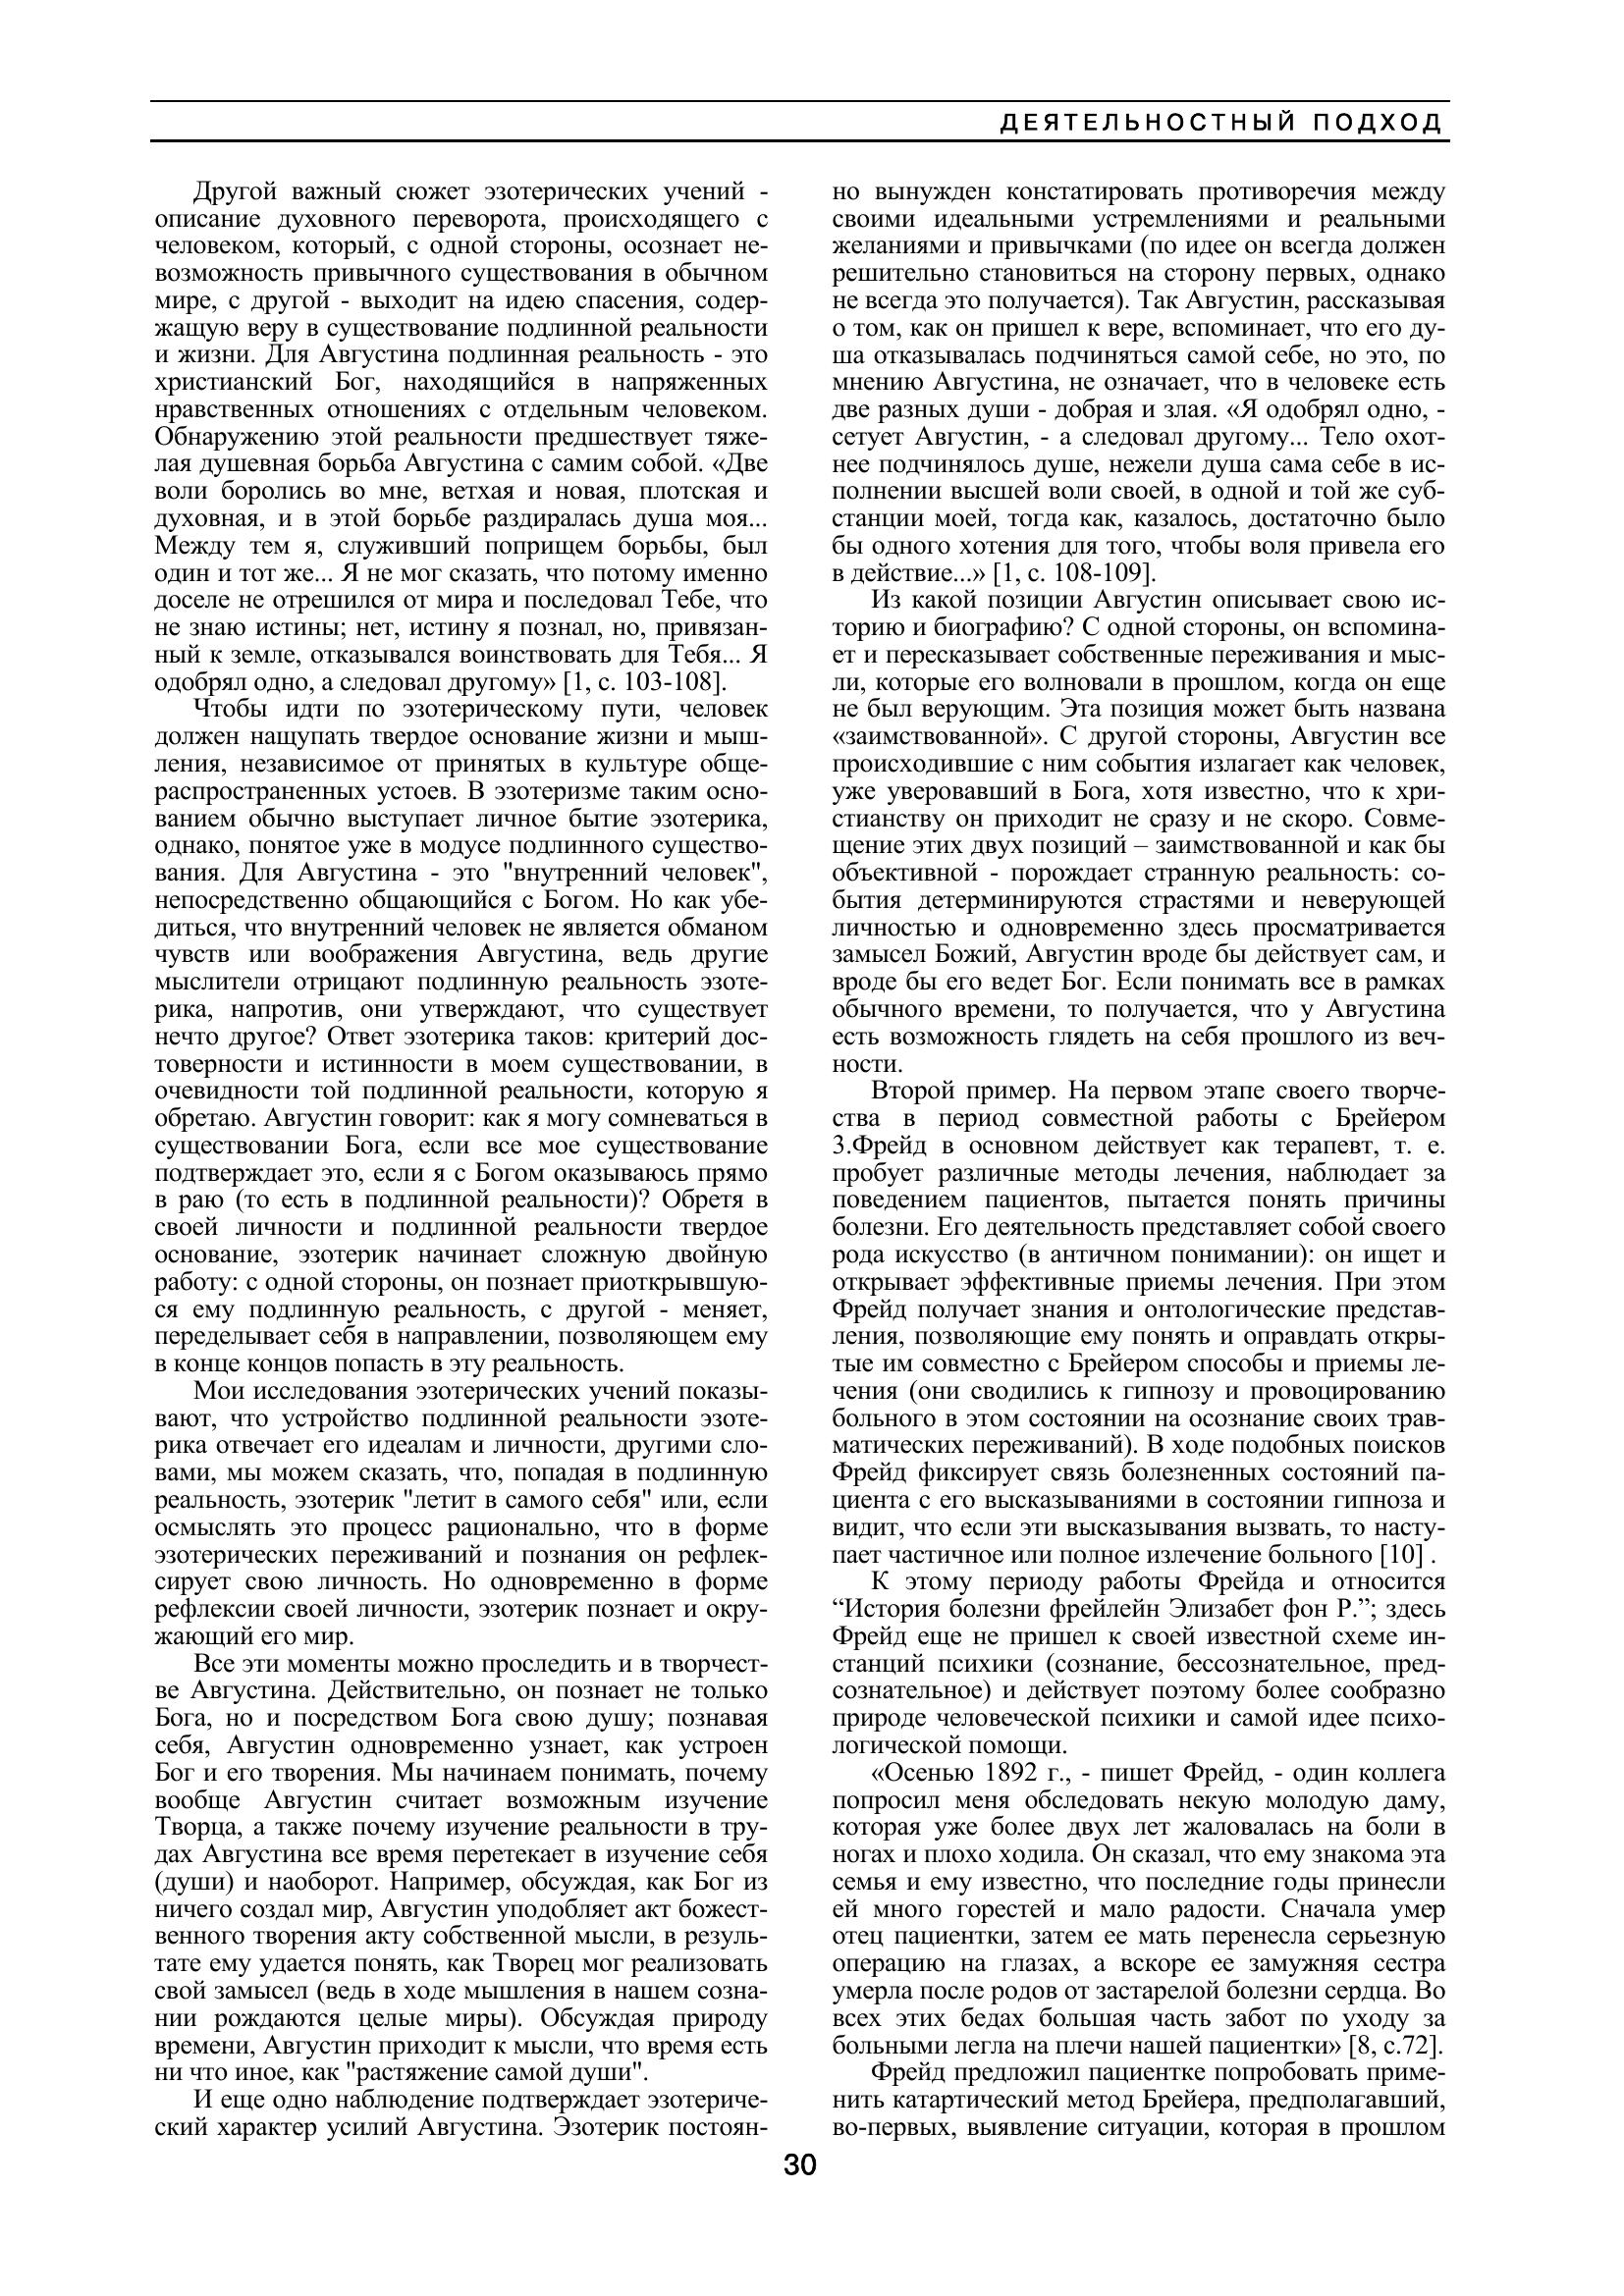 ДЕЯТЕЛЬНОСТНЫЙ ПОДХОД
Другой важный сюжет эзотерических учений -
описание духовного переворота, происходящего с
человеком, который, с одной стороны, осознает не-
возможность привычного существования в обычном
мире, с другой - выходит на идею спасения, содер-
жащую веру в существование подлинной реальности
и жизни. Для Августина подлинная реальность - это
христианский Бог, находящийся в напряженных
нравственных отношениях с отдельным человеком.
Обнаружению этой реальности предшествует тяже-
лая душевная борьба Августина с самим собой. «Две
воли боролись во мне, ветхая и новая, плотская и
духовная, и в этой борьбе раздиралась душа моя...
Между тем я, служивший поприщем борьбы, был
один и тот же... Я не мог сказать, что потому именно
доселе не отрешился от мира и последовал Тебе, что
не знаю истины; нет, истину я познал, но, привязан-
ный к земле, отказывался воинствовать для Тебя... Я
одобрял одно, а следовал другому» [1, с. 103-108].
Чтобы идти по эзотерическому пути, человек
должен нащупать твердое основание жизни и мыш-
ления, независимое от принятых в культуре обще-
распространенных устоев. В эзотеризме таким осно-
ванием обычно выступает личное бытие эзотерика,
однако, понятое уже в модусе подлинного существо-
вания. Для Августина - это "внутренний человек",
непосредственно общающийся с Богом. Но как убе-
диться, что внутренний человек не является обманом
чувств или воображения Августина, ведь другие
мыслители отрицают подлинную реальность эзоте-
рика, напротив, они утверждают, что существует
нечто другое? Ответ эзотерика таков: критерий дос-
товерности и истинности в моем существовании, в
очевидности той подлинной реальности, которую я
обретаю. Августин говорит: как я могу сомневаться в
существовании Бога, если все мое существование
подтверждает это, если я с Богом оказываюсь прямо
в раю (то есть в подлинной реальности)? Обретя в
своей личности и подлинной реальности твердое
основание, эзотерик начинает сложную двойную
работу: с одной стороны, он познает приоткрывшую-
ся ему подлинную реальность, с другой - меняет,
переделывает себя в направлении, позволяющем ему
в конце концов попасть в эту реальность.
Мои исследования эзотерических учений показы-
вают, что устройство подлинной реальности эзоте-
рика отвечает его идеалам и личности, другими сло-
вами, мы можем сказать, что, попадая в подлинную
реальность, эзотерик "летит в самого себя" или, если
осмыслять это процесс рационально, что в форме
эзотерических переживаний и познания он рефлек-
сирует свою личность. Но одновременно в форме
рефлексии своей личности, эзотерик познает и окру-
жающий его мир.
Все эти моменты можно проследить и в творчест-
ве Августина. Действительно, он познает не только
Бога, но и посредством Бога свою душу; познавая
себя, Августин одновременно узнает, как устроен
Бог и его творения. Мы начинаем понимать, почему
вообще Августин считает возможным изучение
Творца, а также почему изучение реальности в тру-
дах Августина все время перетекает в изучение себя
(души) и наоборот. Например, обсуждая, как Бог из
ничего создал мир, Августин уподобляет акт божест-
венного творения акту собственной мысли, в резуль-
тате ему удается понять, как Творец мог реализовать
свой замысел (ведь в ходе мышления в нашем созна-
нии рождаются целые миры). Обсуждая природу
времени, Августин приходит к мысли, что время есть
ни что иное, как "растяжение самой души".
И еще одно наблюдение подтверждает эзотериче-
ский характер усилий Августина. Эзотерик постоян-
но вынужден констатировать противоречия между
своими идеальными устремлениями и реальными
желаниями и привычками (по идее он всегда должен
решительно становиться на сторону первых, однако
не всегда это получается). Так Августин, рассказывая
о том, как он пришел к вере, вспоминает, что его ду-
ша отказывалась подчиняться самой себе, но это, по
мнению Августина, не означает, что в человеке есть
две разных души - добрая и злая. «Я одобрял одно, -
сетует Августин, - а следовал другому... Тело охот-
нее подчинялось душе, нежели душа сама себе в ис-
полнении высшей воли своей, в одной и той же суб-
станции моей, тогда как, казалось, достаточно было
бы одного хотения для того, чтобы воля привела его
в действие...» [1, с. 108-109].
Из какой позиции Августин описывает свою ис-
торию и биографию? С одной стороны, он вспомина-
ет и пересказывает собственные переживания и мыс-
ли, которые его волновали в прошлом, когда он еще
не был верующим. Эта позиция может быть названа
«заимствованной». С другой стороны, Августин все
происходившие с ним события излагает как человек,
уже уверовавший в Бога, хотя известно, что к хри-
стианству он приходит не сразу и не скоро. Совме-
щение этих двух позиций – заимствованной и как бы
объективной - порождает странную реальность: со-
бытия детерминируются страстями и неверующей
личностью и одновременно здесь просматривается
замысел Божий, Августин вроде бы действует сам, и
вроде бы его ведет Бог. Если понимать все в рамках
обычного времени, то получается, что у Августина
есть возможность глядеть на себя прошлого из веч-
ности.
Второй пример. На первом этапе своего творче-
ства в период совместной работы с Брейером
З.Фрейд в основном действует как терапевт, т. е.
пробует различные методы лечения, наблюдает за
поведением пациентов, пытается понять причины
болезни. Его деятельность представляет собой своего
рода искусство (в античном понимании): он ищет и
открывает эффективные приемы лечения. При этом
Фрейд получает знания и онтологические представ-
ления, позволяющие ему понять и оправдать откры-
тые им совместно с Брейером способы и приемы ле-
чения (они сводились к гипнозу и провоцированию
больного в этом состоянии на осознание своих трав-
матических переживаний). В ходе подобных поисков
Фрейд фиксирует связь болезненных состояний па-
циента с его высказываниями в состоянии гипноза и
видит, что если эти высказывания вызвать, то насту-
пает частичное или полное излечение больного [10] .
К этому периоду работы Фрейда и относится
“История болезни фрейлейн Элизабет фон Р.”; здесь
Фрейд еще не пришел к своей известной схеме ин-
станций психики (сознание, бессознательное, пред-
сознательное) и действует поэтому более сообразно
природе человеческой психики и самой идее психо-
логической помощи.
«Осенью 1892 г., - пишет Фрейд, - один коллега
попросил меня обследовать некую молодую даму,
которая уже более двух лет жаловалась на боли в
ногах и плохо ходила. Он сказал, что ему знакома эта
семья и ему известно, что последние годы принесли
ей много горестей и мало радости. Сначала умер
отец пациентки, затем ее мать перенесла серьезную
операцию на глазах, а вскоре ее замужняя сестра
умерла после родов от застарелой болезни сердца. Во
всех этих бедах большая часть забот по уходу за
больными легла на плечи нашей пациентки» [8, с.72].
Фрейд предложил пациентке попробовать приме-
нить катартический метод Брейера, предполагавший,
во-первых, выявление ситуации, которая в прошлом
30